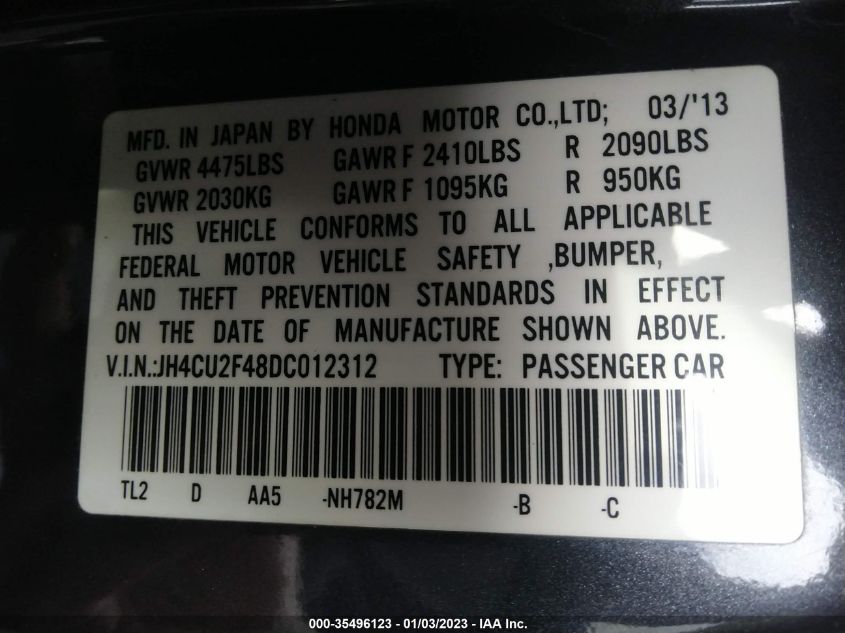 MFD. IN JAPAN BY HONDA MOTOR CO.,LTD; 03/'13
GVWR 4475LBS GAWR F 2410LBS R 2090LBS
GVWR 2030KG GAWR F 1095KG R 950KG
THIS VEHICLE CONFORMS TO ALL APPLICABLE
FEDERAL MOTOR VEHICLE SAFETY ,BUMPER,
AND THEFT PREVENTION STANDARDS IN EFFECT
ON THE DATE OF MANUFACTURE SHOWN ABOVE.
V.I.N.:JH4CU2F48DC012312 TYPE: PASSENGER CAR
TL2 D AA5 -NH782M -B -C
000-35496123 — 01/03/2023 — IAA Inc.